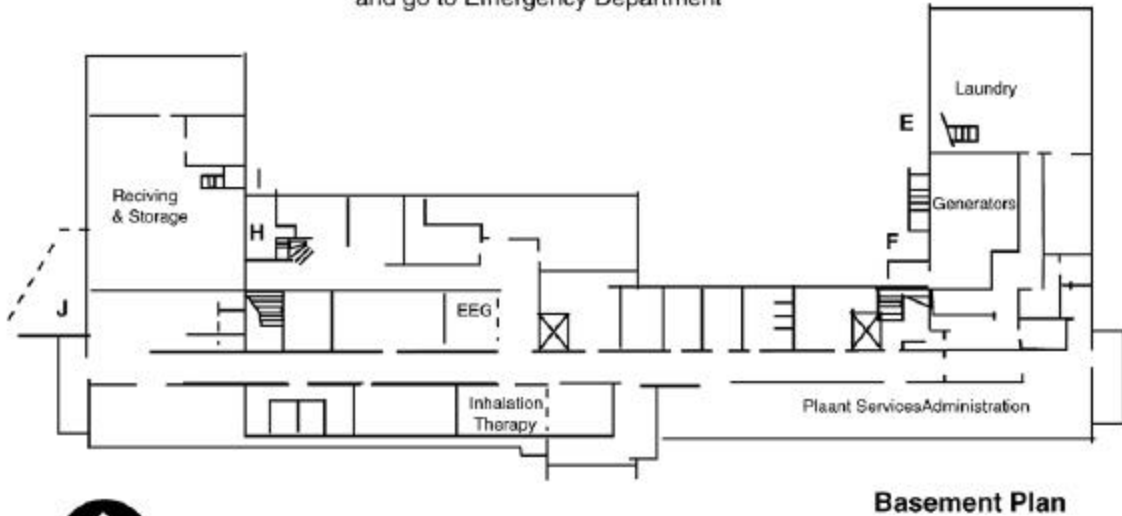 and go to Emergency Department
Laundry
E
Reciving
& Storage
Generators
H
F
J
EEG
Inhalation
Therapy
Plaant ServicesAdministration
Basement Plan